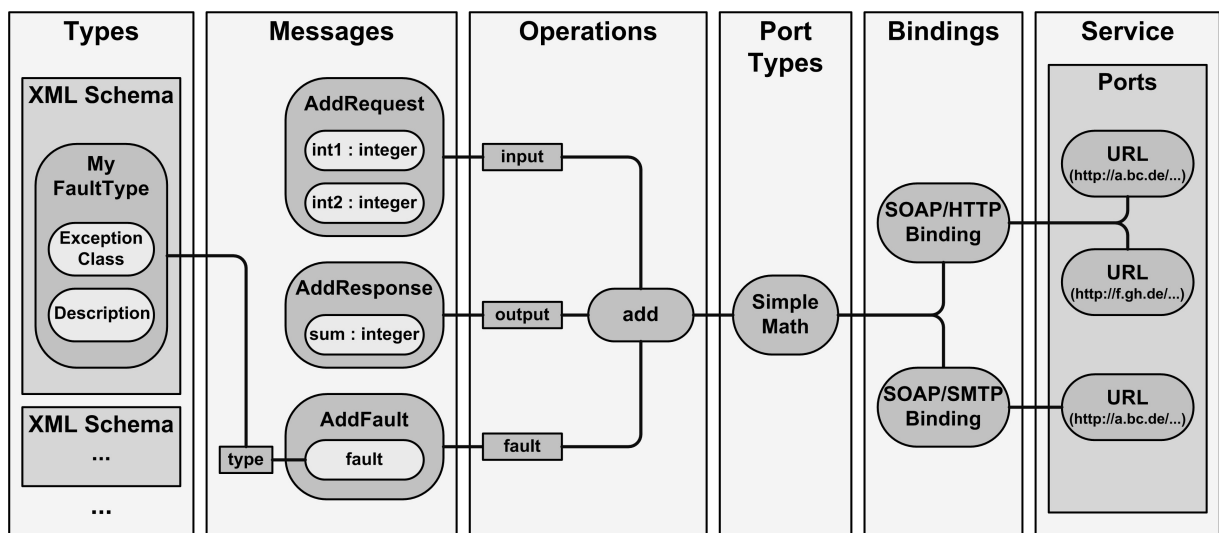 Types
XML Schema
My
FaultType
Exception
Class
Description
XML Schema
...
...
Messages
AddRequest
int1 : integer
int2 : integer
AddResponse
sum : integer
AddFault
type
fault
Operations
input
output
add
fault
Port
Types
Simple
Math
Bindings
SOAP/HTTP
Binding
SOAP/SMTP
Binding
Service
Ports
URL
(http://a.bc.de/...)
URL
(http://f.gh.de/...)
URL
(http://a.bc.de/...)